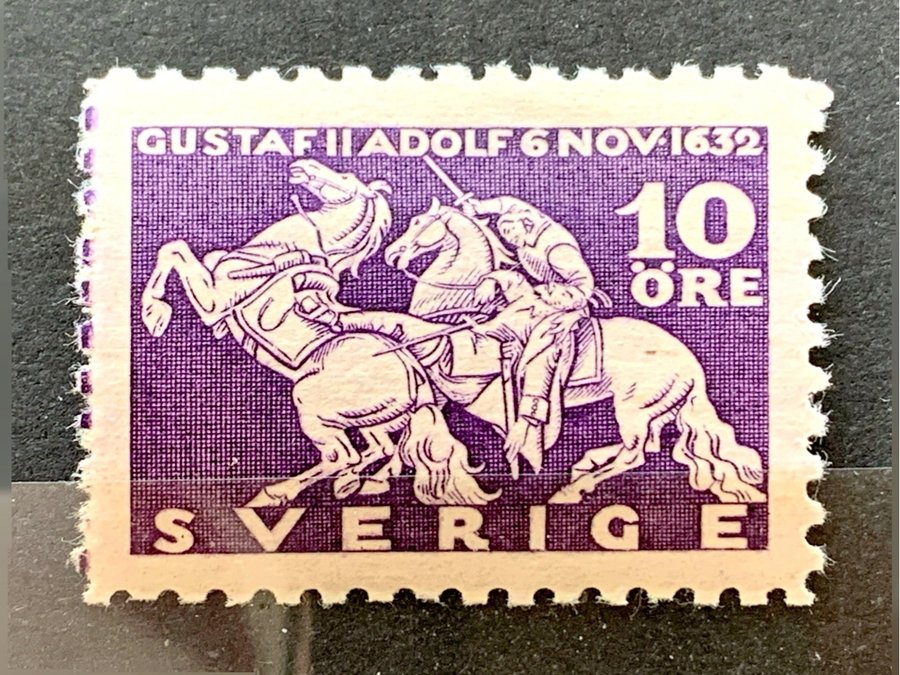 GUSTAF II ADOLF 6 NOV·1632
10
ÖRE
SVERIGE